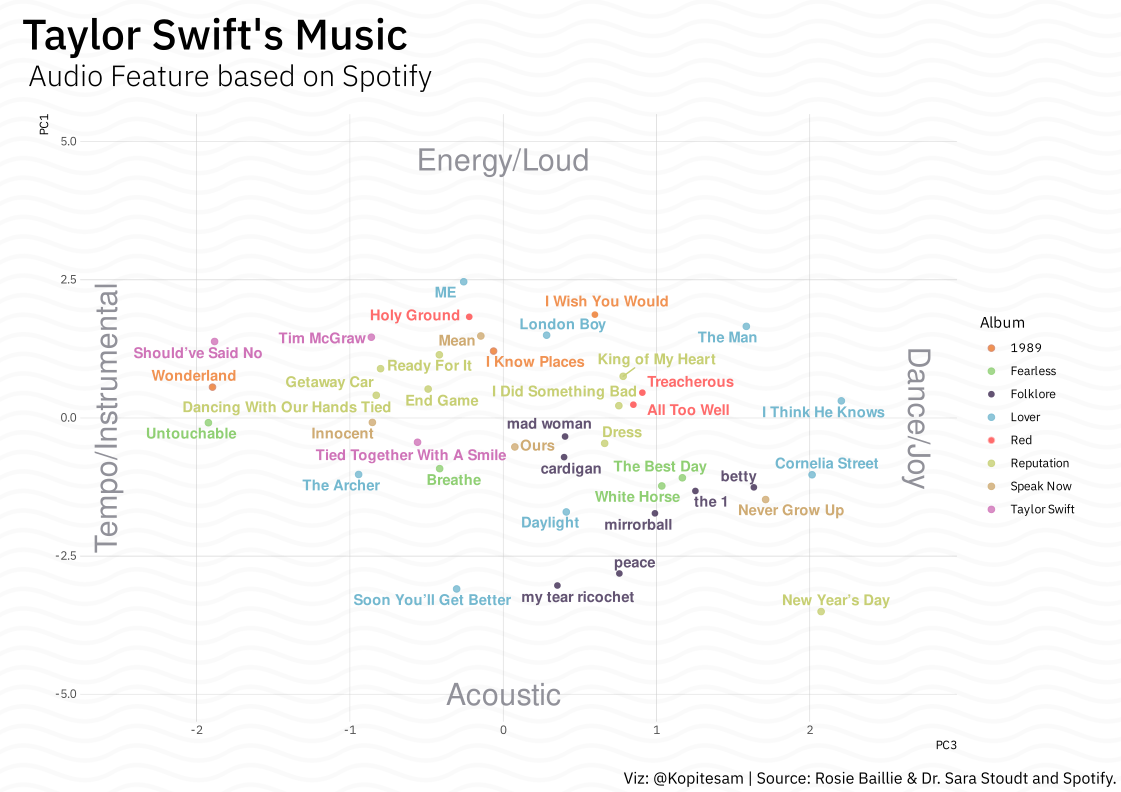 Taylor Swift's Music
Audio Feature based on Spotify
PC1
5.0
Energy/Loud
2.5
ME
I Wish You Would
Holy Ground
London Boy
Tim McGraw
Mean
The Man
Should’ve Said No
Ready For It
I Know Places
King of My Heart
Wonderland
Getaway Car
Treacherous
I Did Something Bad
End Game
Dancing With Our Hands Tied
All Too Well
I Think He Knows
0.0
mad woman
Untouchable
Innocent
Dress
Ours
Tied Together With A Smile
cardigan
The Best Day
Cornelia Street
Breathe
betty
The Archer
White Horse
the 1
Never Grow Up
Daylight
mirrorball
-2.5
peace
Soon You’ll Get Better
my tear ricochet
New Year’s Day
Tempo/Instrumental
Dance/Joy
Acoustic
-5.0
-2
-1
0
1
2
PC3
Album
1989
Fearless
Folklore
Lover
Red
Reputation
Speak Now
Taylor Swift
Viz: @Kopitesam | Source: Rosie Baillie & Dr. Sara Stoudt and Spotify.